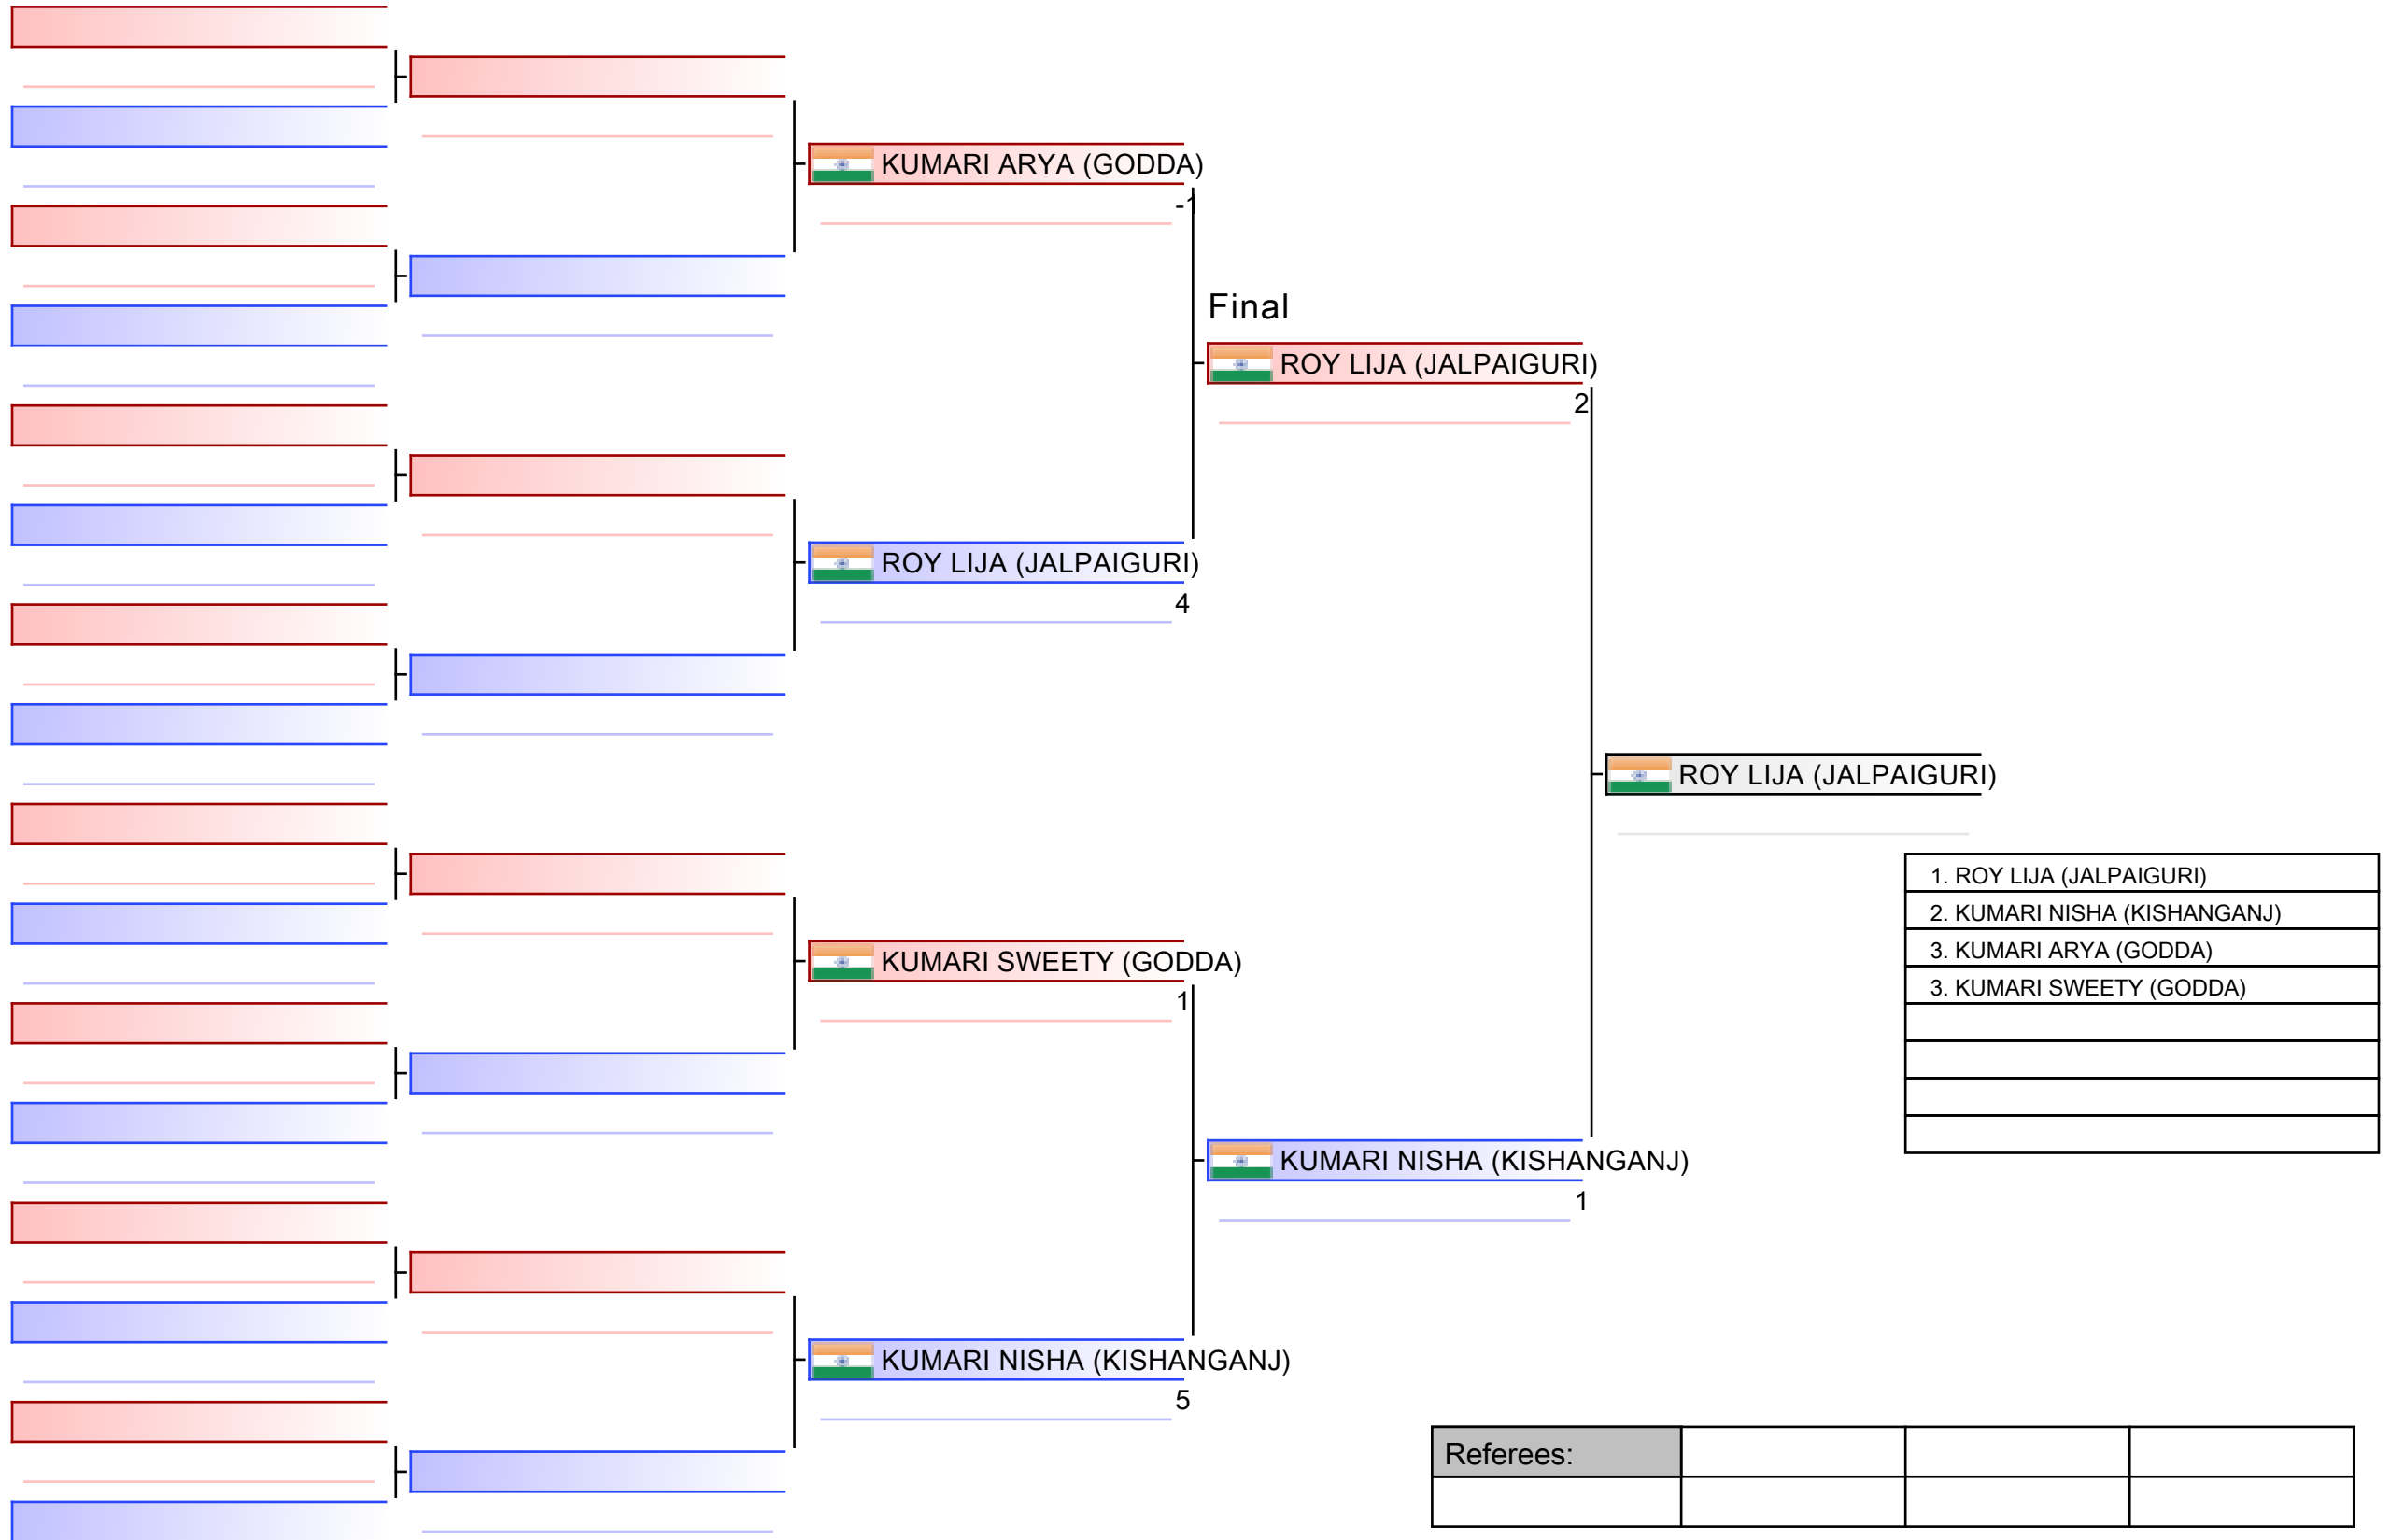 KUMARI ARYA (GODDA)
-1
Final
ROY LIJA (JALPAIGURI)
2
ROY LIJA (JALPAIGURI)
4
ROY LIJA (JALPAIGURI)
1. ROY LIJA (JALPAIGURI)
2. KUMARI NISHA (KISHANGANJ)
3. KUMARI ARYA (GODDA)
3. KUMARI SWEETY (GODDA)
KUMARI SWEETY (GODDA)
1
KUMARI NISHA (KISHANGANJ)
1
KUMARI NISHA (KISHANGANJ)
5
Referees: